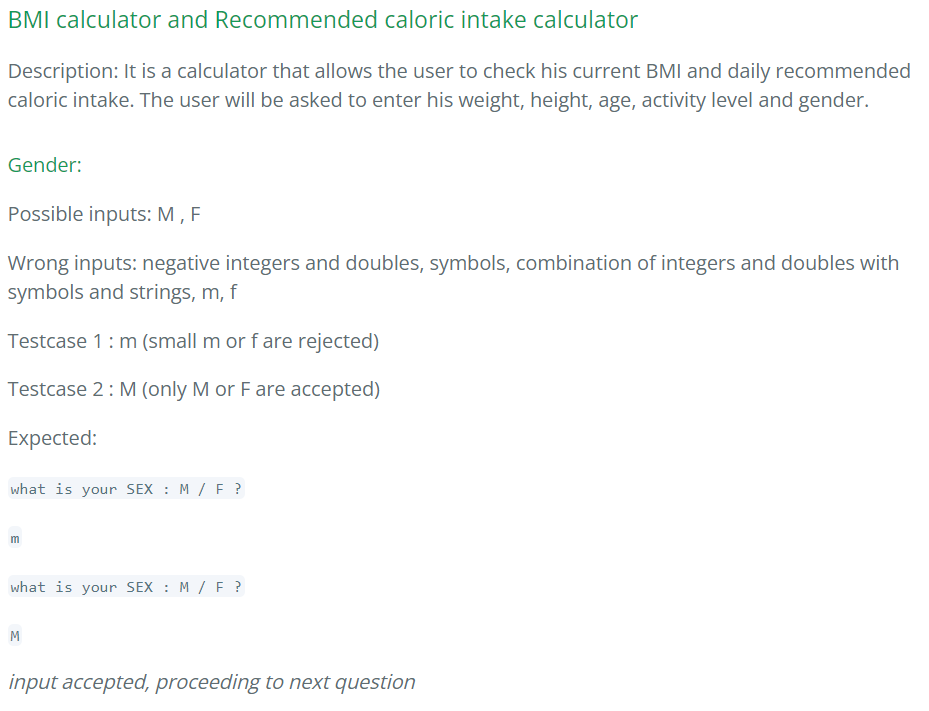 BMI calculator and Recommended caloric intake calculator
Description: It is a calculator that allows the user to check his current BMI and daily recommended
caloric intake. The user will be asked to enter his weight, height, age, activity level and gender.
Gender:
Possible inputs: M , F
Wrong inputs: negative integers and doubles, symbols, combination of integers and doubles with
symbols and strings, m, f
Testcase 1 : m (small m or f are rejected)
Testcase 2 : M (only M or F are accepted)
Expected:
what is your SEX : M / F ?
m
what is your SEX : M / F ?
M
input accepted, proceeding to next question